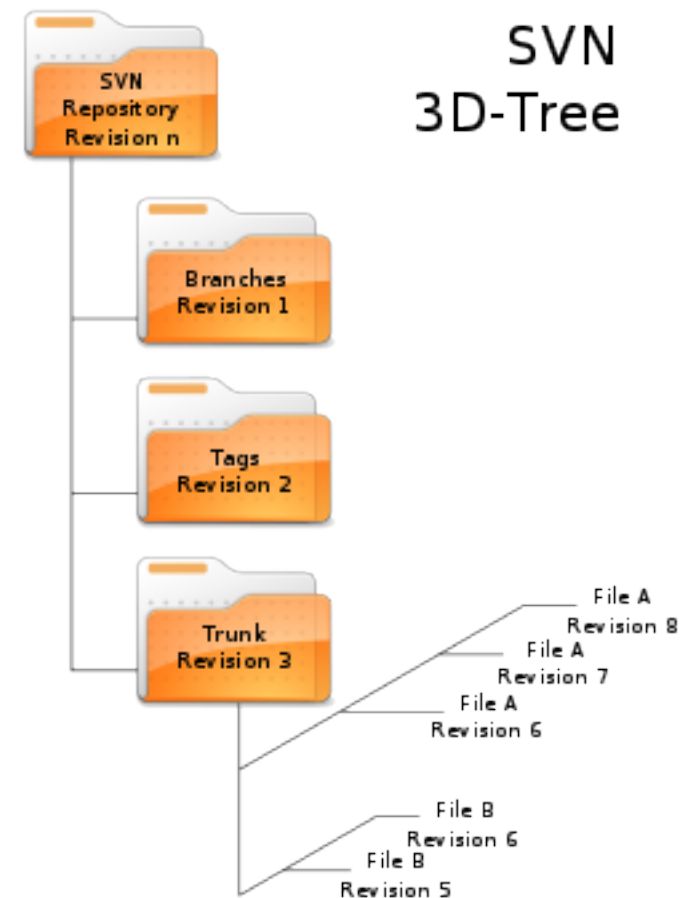 SVN
3D-Tree
SVN
Repository
Revision n
Branches
Revision 1
Tags
Revision 2
Trunk
Revision 3
File A
Revision 8
File A
Revision 7
File A
Revision 6
File B
Revision 6
File B
Revision 5